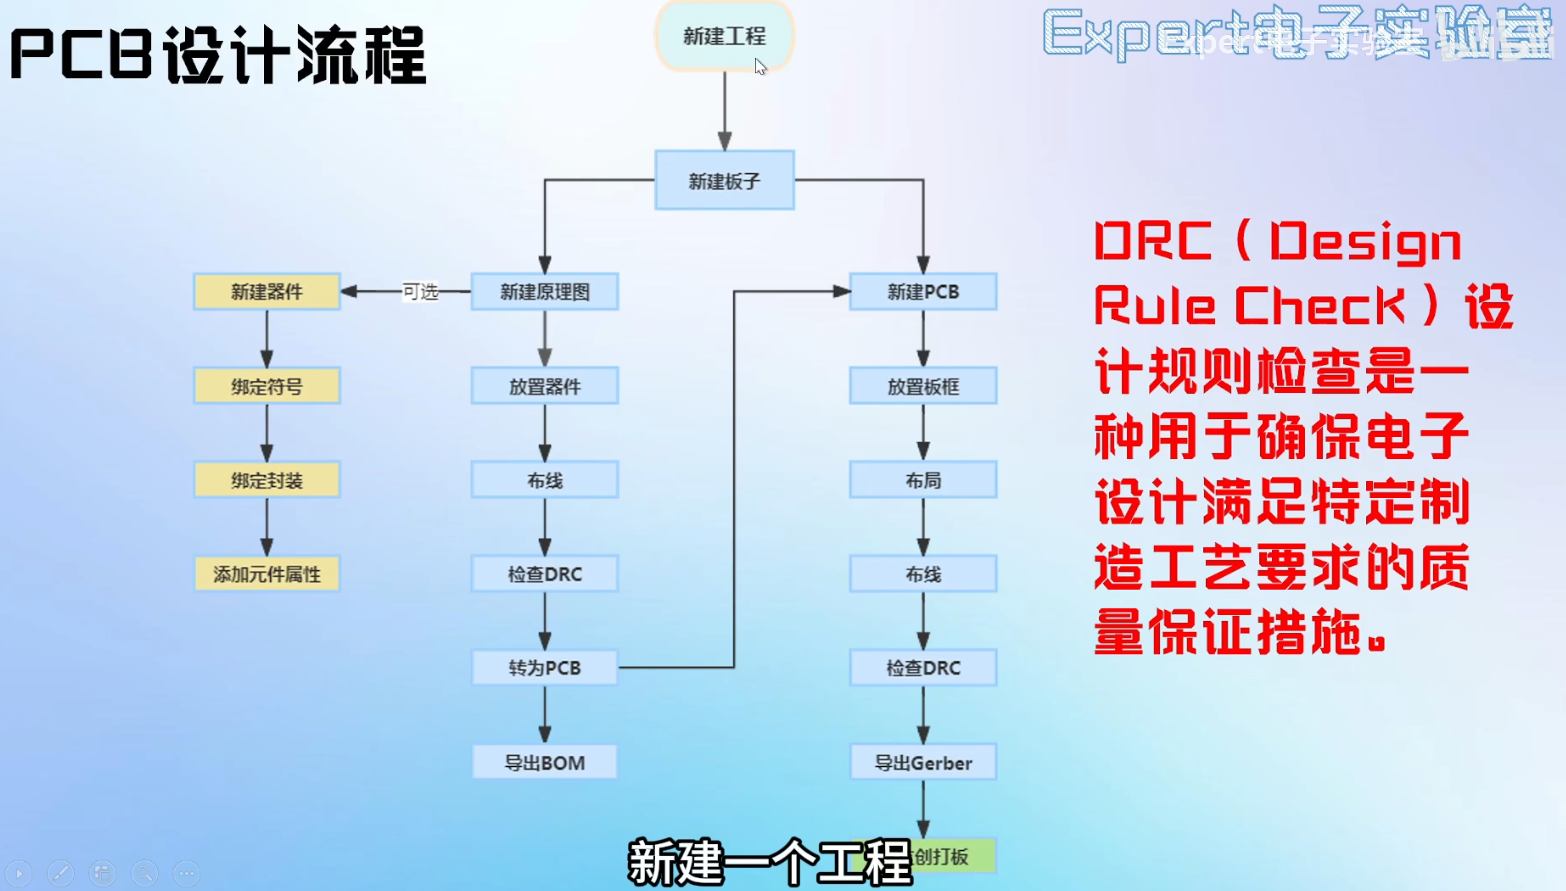 PCB设计流程
Expert电子实验室
新建工程
新建板子
新建器件
可选
新建原理图
新建PCB
绑定符号
放置器件
放置板框
绑定封装
布线
布局
添加元件属性
检查DRC
布线
转为PCB
检查DRC
导出BOM
导出Gerber
创打板
DRC（Design
Rule Check）设
计规则检查是一
种用于确保电子
设计满足特定制
造工艺要求的质
量保证措施。
新建一个工程